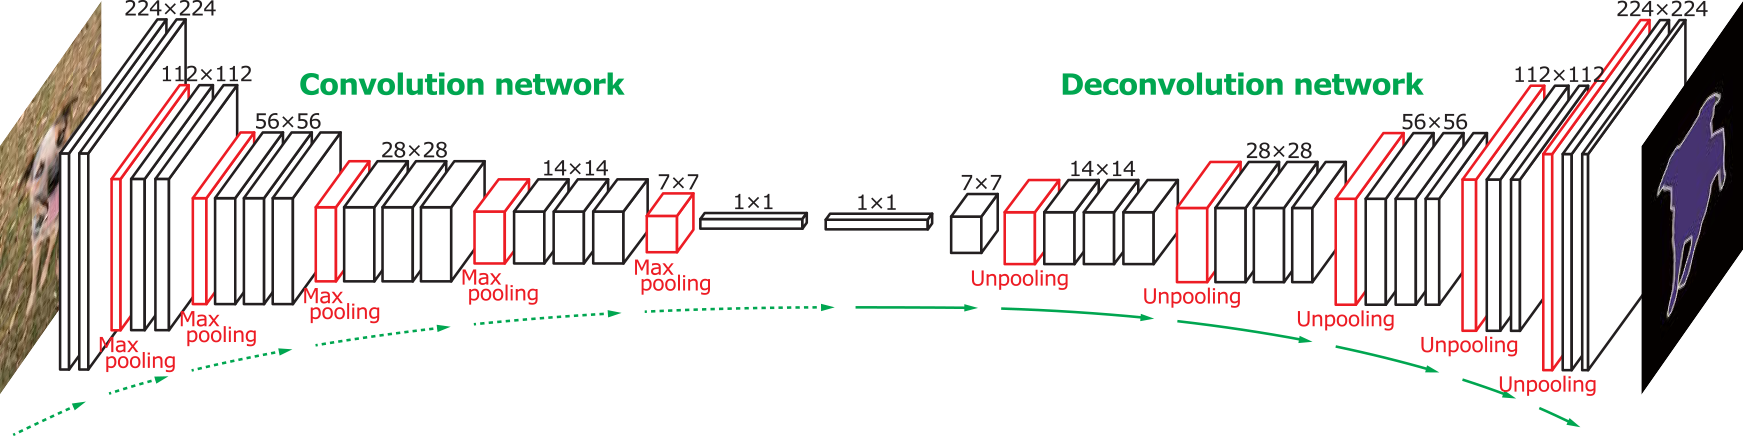 224×224
224×224
112×112
112×112
Convolution network
Deconvolution network
56×56
56×56
28×28
28×28
14×14
14×14
7×7
7×7
1×1
1×1
Max
pooling
Max
pooling
Max
pooling
Max
pooling
Max
pooling
Unpooling
Unpooling
Unpooling
Unpooling
Unpooling